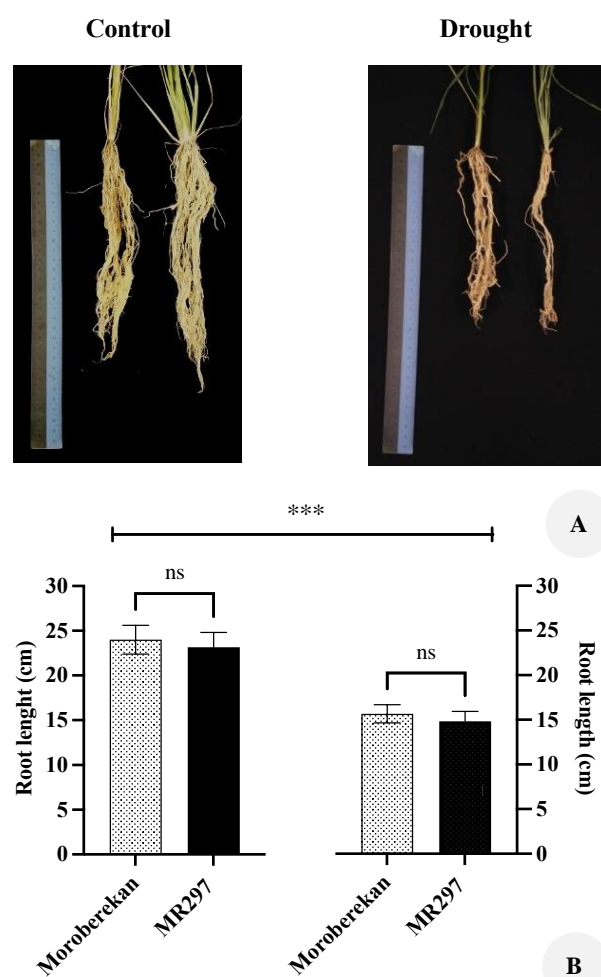 Control
Drought
A
***
ns
ns
30
25
20
15
10
5
0
Root lenght (cm)
30
25
20
15
10
5
0
Root length (cm)
Moroberekan
MR297
Moroberekan
MR297
B